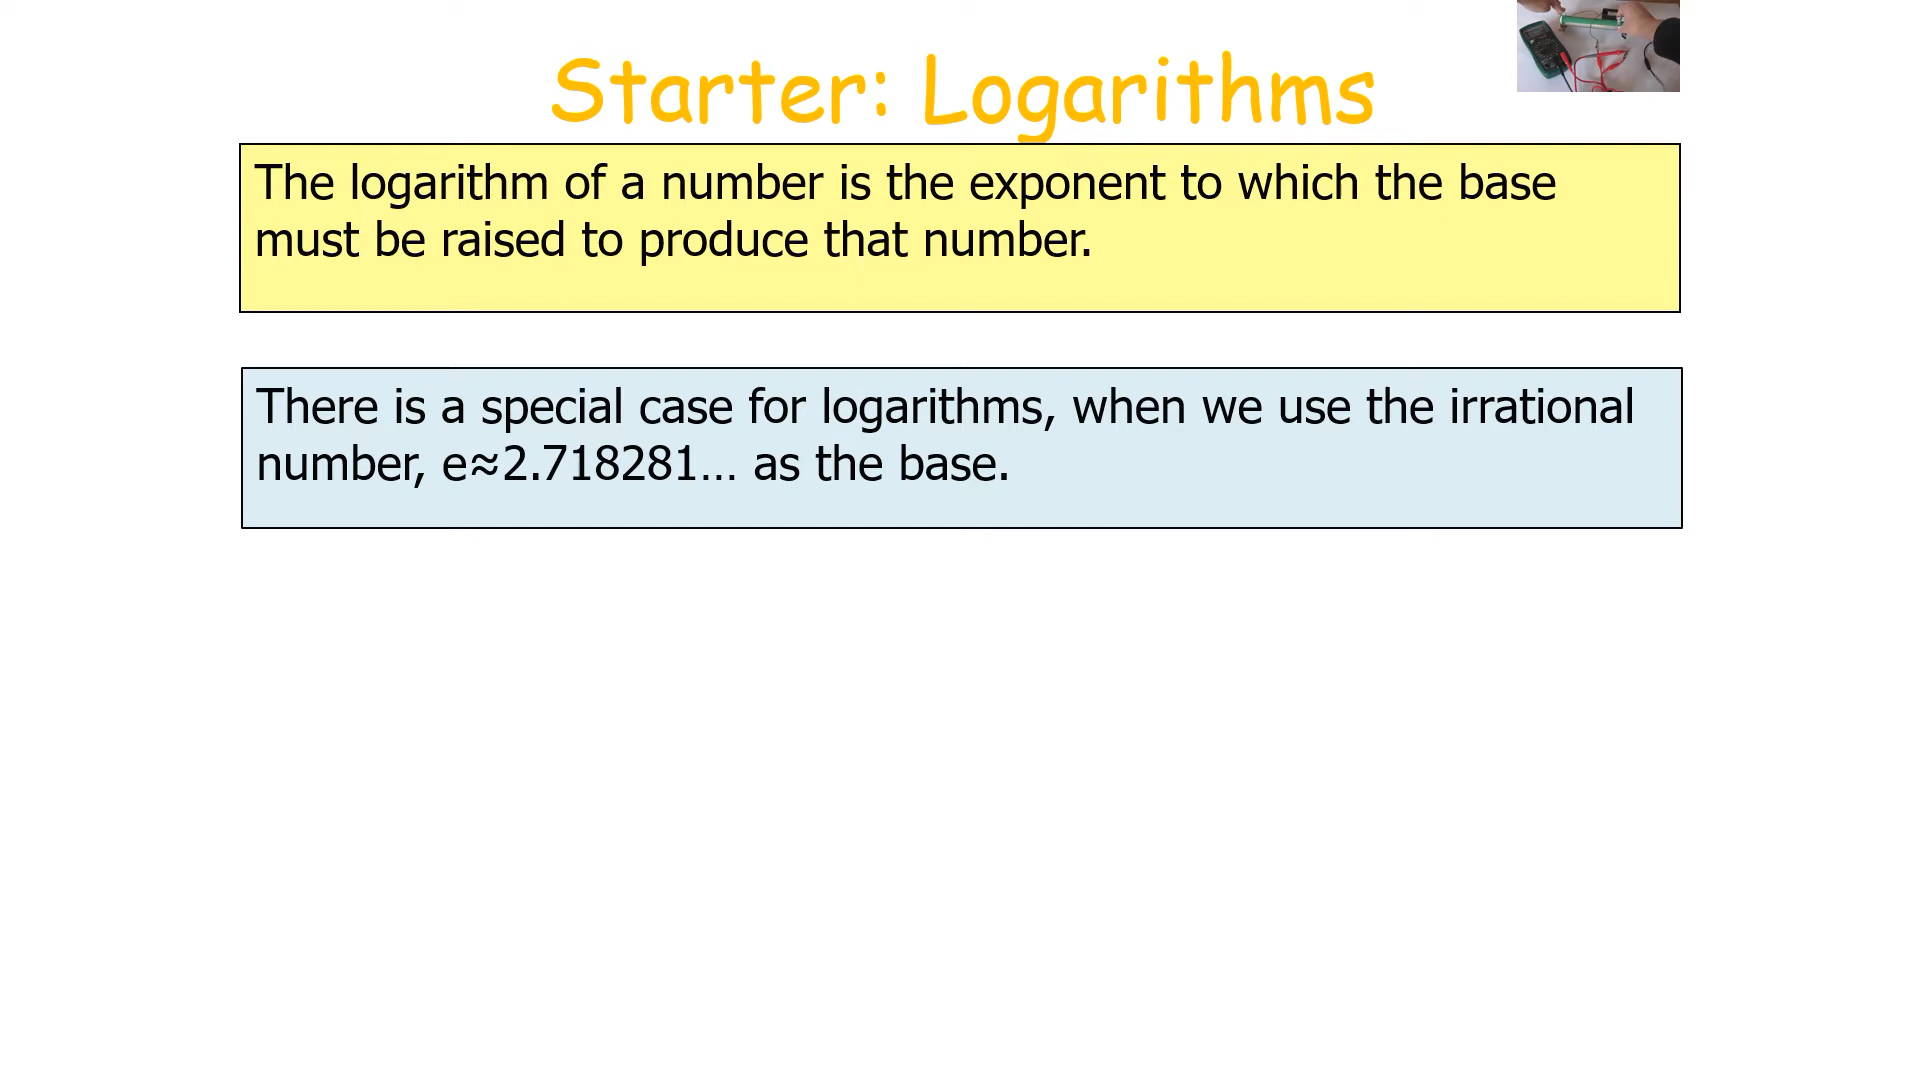 Starter: Logarithms
The logarithm of a number is the exponent to which the base
must be raised to produce that number.
There is a special case for logarithms, when we use the irrational
number, e≈2.718281… as the base.